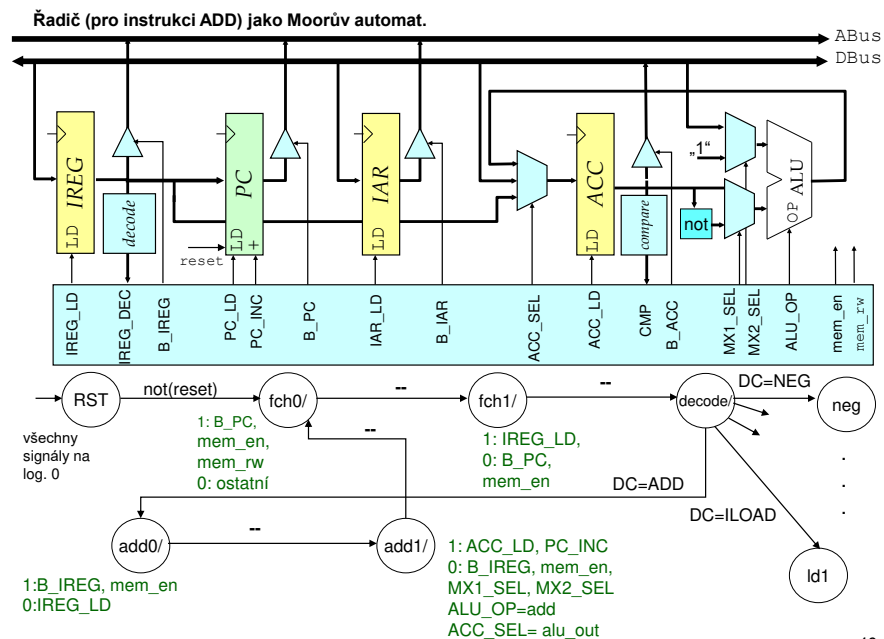 Řadič (pro instrukci ADD) jako Moorův automat.
ABus
DBus
IREG
LD
decode
PC
LD
+
reset
IAR
LD
ACC
LD
compare
„1“
not
ALU
OP
IREG_LD
IREG_DEC
B_IREG
PC_LD
PC_INC
B_PC
IAR_LD
B_IAR
ACC_SEL
ACC_LD
CMP
B_ACC
MX1_SEL
MX2_SEL
ALU_OP
mem_en
mem_rw
RST
not(reset)
fch0/
--
fch1/
--
decode/
DC=NEG
neg
všechny
signály na
log. 0
1: B_PC,
mem_en,
mem_rw
0: ostatní
--
1: IREG_LD,
0: B_PC,
mem_en
DC=ADD
DC=ILOAD
.
.
.
add0/
--
add1/
ld1
1:B_IREG, mem_en
0:IREG_LD
1: ACC_LD, PC_INC
0: B_IREG, mem_en,
MX1_SEL, MX2_SEL
ALU_OP=add
ACC_SEL= alu_out